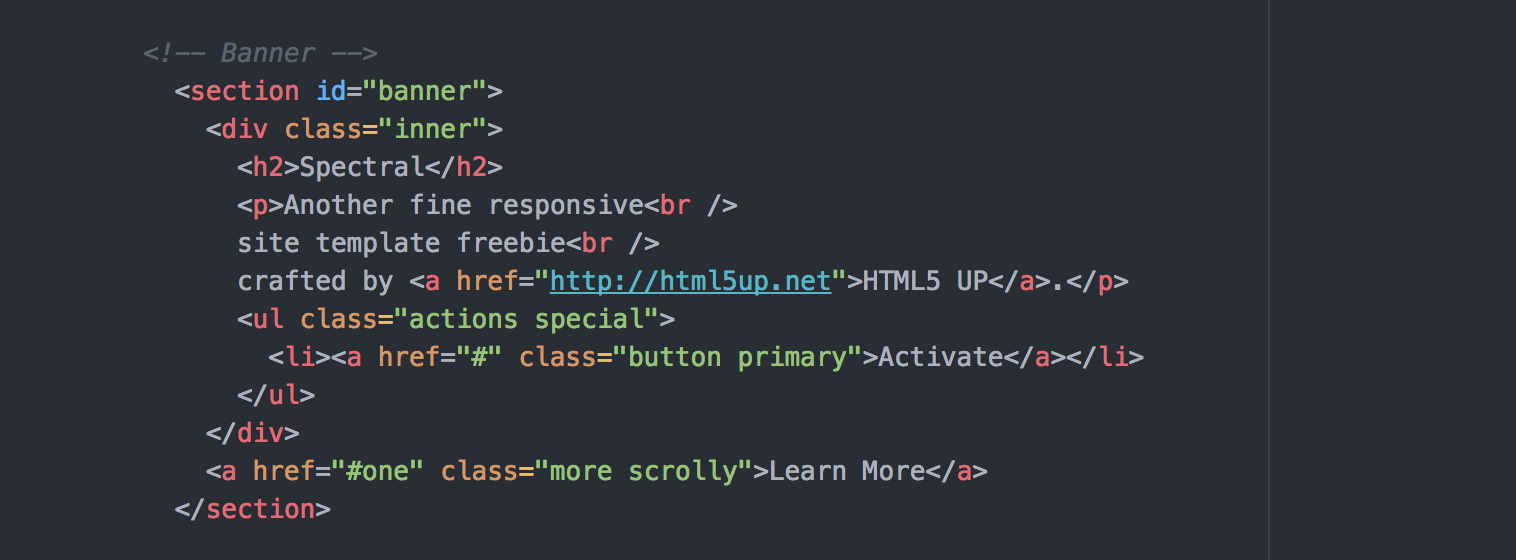 <!-- Banner -->
<section id="banner">
<div class="inner">
<h2>Spectral</h2>
<p>Another fine responsive<br />
site template freebie<br />
crafted by <a href="http://html5up.net">HTML5 UP</a>.</p>
<ul class="actions special">
<li><a href="#" class="button primary">Activate</a></li>
</ul>
</div>
<a href="#one" class="more scrolly">Learn More</a>
</section>